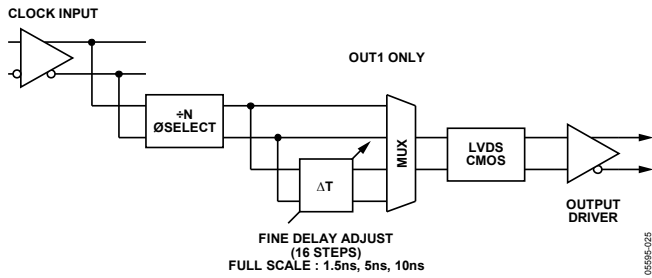 CLOCK INPUT
OUT1 ONLY
÷N
ØSELECT
MUX
LVDS
CMOS
∆T
OUTPUT
DRIVER
FINE DELAY ADJUST
(16 STEPS)
FULL SCALE : 1.5ns, 5ns, 10ns
05595-025